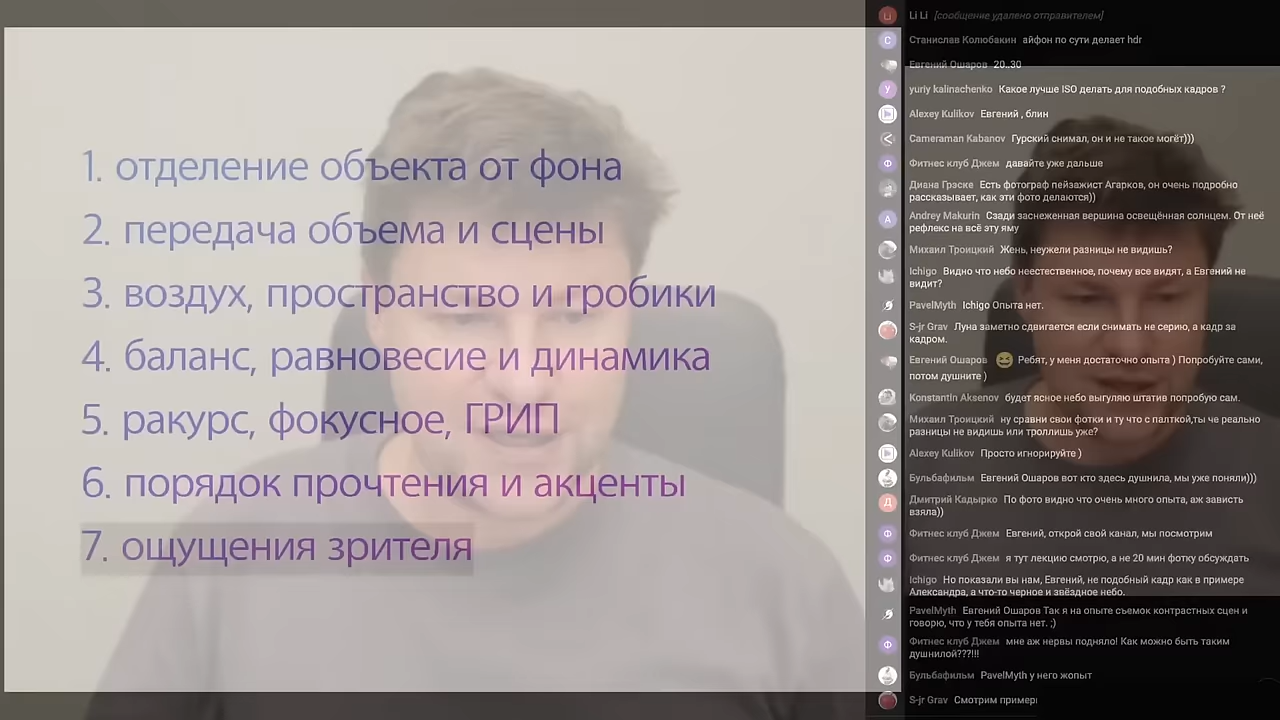 1. отделение объекта от фона
2. передача объема и сцены
3. воздух, пространство и гробики
4. баланс, равновесие и динамика
5. ракурс, фокусное, ГРИП
6. порядок прочтения и акценты
7. ощущения зрителя
Li Li [сообщение удалено отправителем]
Станислав Колюбакин айфон по сути делает hdr
Евгений Ошаров 20..30
yuriy kalinachenko Какое лучше ISO делать для подобных кадров ?
Alexey Kulikov Евгений , блин
Cameraman Kabanov Гурский снимал, он и не такое могёт)))
Фитнес клуб Джем давайте уже дальше
Диана Грэске Есть фотограф пейзажист Агарков, он очень подробно
рассказывает, как эти фото делаются))
Andrey Makurin Сзади заснеженная вершина освещённая солнцем. От неё
рефлекс на всё эту яму
Михаил Троицкий Жень, неужели разницы не видишь?
Ichigo Видно что небо неестественное, почему все видят, а Евгений не
видит?
PavelMyth Ichigo Опыта нет.
S-jr Grav Луна заметно сдвигается если снимать не серию, а кадр за
кадром.
Евгений Ошаров 😆 Ребят, у меня достаточно опыта ) Попробуйте сами,
потом душните )
Konstantin Aksenov будет ясное небо выгуляю штатив попробую сам.
Михаил Троицкий ну сравни свои фотки и ту что с палткой,ты че реально
разницы не видишь или троллишь уже?
Alexey Kulikov Просто игнорируйте )
Бульбафильм Евгений Ошаров вот кто здесь душнила, мы уже поняли)))
Дмитрий Кадырко По фото видно что очень много опыта, аж зависть
взяла))
Фитнес клуб Джем Евгений, открой свой канал, мы посмотрим
Фитнес клуб Джем я тут лекцию смотрю, а не 20 мин фотку обсуждать
Ichigo Но показали вы нам, Евгений, не подобный кадр как в примере
Александра, а что-то черное и звёздное небо.
PavelMyth Евгений Ошаров Так я на опыте съемок контрастных сцен и
говорю, что у тебя опыта нет. ;)
Фитнес клуб Джем мне аж нервы подняло! Как можно быть таким
душнилой???!!!
Бульбафильм PavelMyth у него жопыт
S-jr Grav Смотрим пример